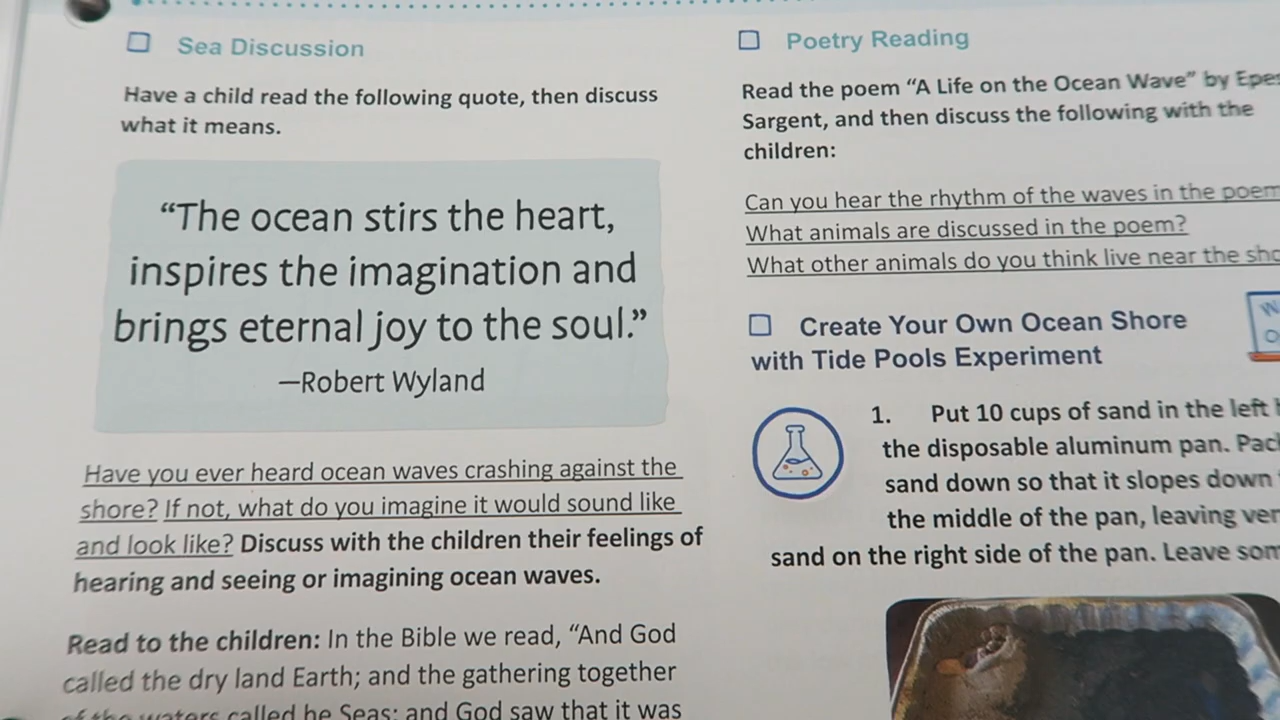 Sea Discussion
Have a child read the following quote, then discuss
what it means.
“The ocean stirs the heart,
inspires the imagination and
brings eternal joy to the soul.”
—Robert Wyland
Have you ever heard ocean waves crashing against the
shore? If not, what do you imagine it would sound like
and look like? Discuss with the children their feelings of
hearing and seeing or imagining ocean waves.
Read to the children: In the Bible we read, “And God
called the dry land Earth; and the gathering together
of the waters called he Seas: and God saw that it was
Poetry Reading
Read the poem “A Life on the Ocean Wave” by
Sargent, and then discuss the following with the
children:
Can you hear the rhythm of the waves in the poem
What animals are discussed in the poem?
What other animals do you think live near the
Create Your Own Ocean Shore
with Tide Pools Experiment
1. Put 10 cups of sand in the left
the disposable aluminum pan.
sand down so that it slopes down
the middle of the pan, leaving
sand on the right side of the pan. Leave